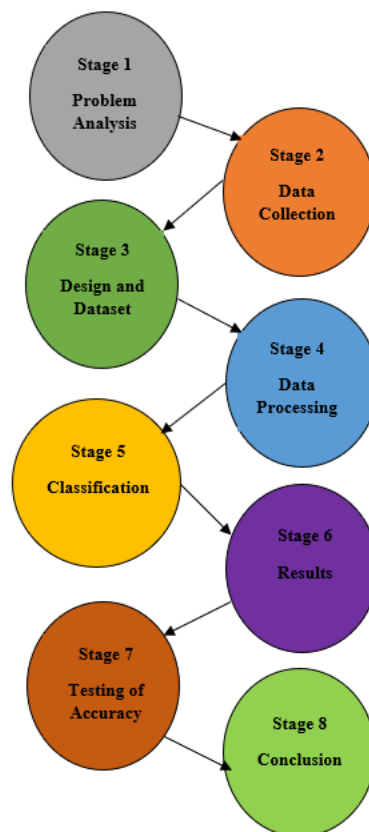 Stage 1
Problem
Analysis
Stage 2
Data
Collection
Stage 3
Design and
Dataset
Stage 4
Data
Processing
Stage 5
Classification
Stage 6
Results
Stage 7
Testing of
Accuracy
Stage 8
Conclusion